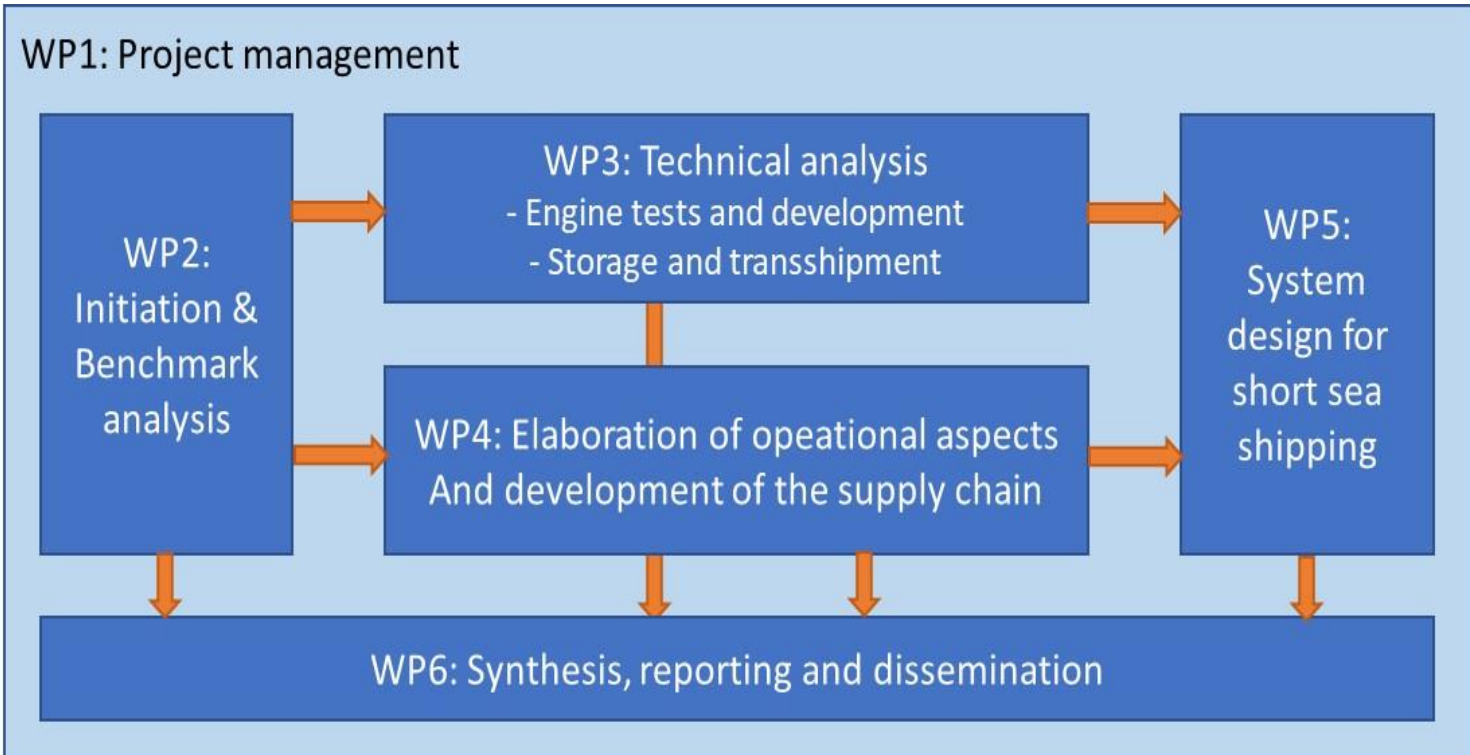 WP1: Project management
WP2:
Initiation &
Benchmark
analysis
WP3: Technical analysis
- Engine tests and development
- Storage and transshipment
WP4: Elaboration of opeational aspects
And development of the supply chain
WP5:
System
design for
short sea
shipping
WP6: Synthesis, reporting and dissemination